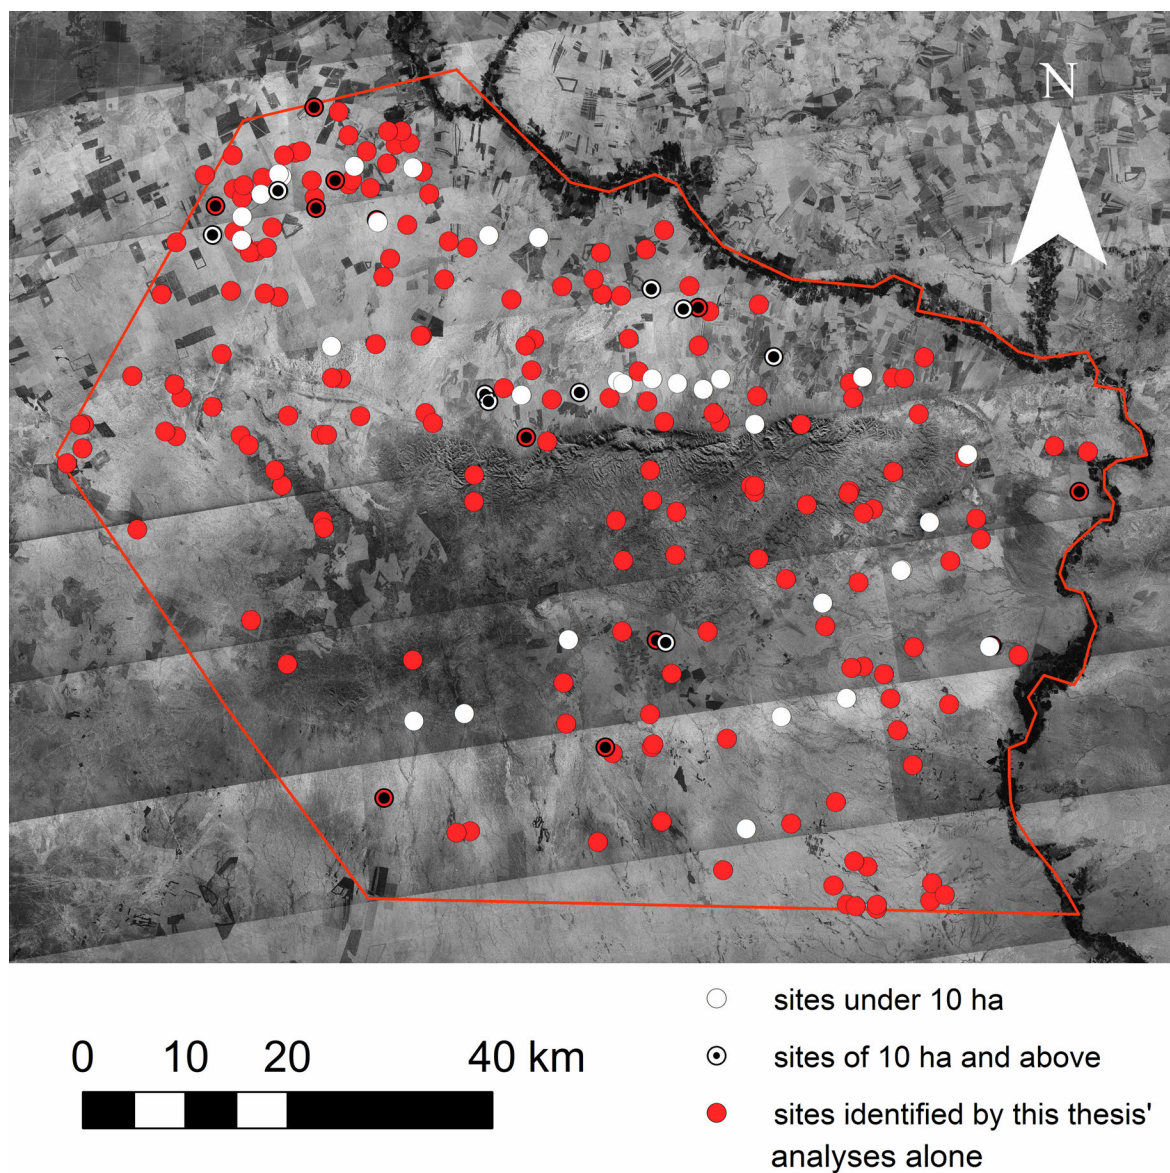 N
sites under 10 ha
0 10 20 40 km
sites of 10 ha and above
sites identified by this thesis'
analyses alone